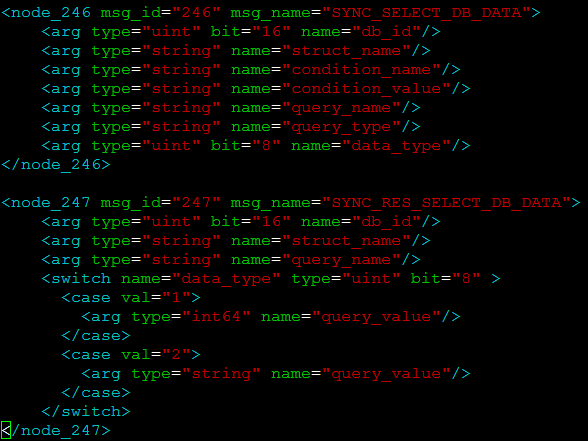 <node_246 msg_id="246" msg_name="SYNC_SELECT_DB_DATA">
    <arg type="uint" bit="16" name="db_id"/>
    <arg type="string" name="struct_name"/>
    <arg type="string" name="condition_name"/>
    <arg type="string" name="condition_value"/>
    <arg type="string" name="query_name"/>
    <arg type="string" name="query_type"/>
    <arg type="uint" bit="8" name="data_type"/>
</node_246>

<node_247 msg_id="247" msg_name="SYNC_RES_SELECT_DB_DATA">
    <arg type="uint" bit="16" name="db_id"/>
    <arg type="string" name="struct_name"/>
    <arg type="string" name="query_name"/>
    <switch name="data_type" type="uint" bit="8" >
      <case val="1">
        <arg type="int64" name="query_value"/>
      </case>
      <case val="2">
        <arg type="string" name="query_value"/>
      </case>
    </switch>
</node_247>